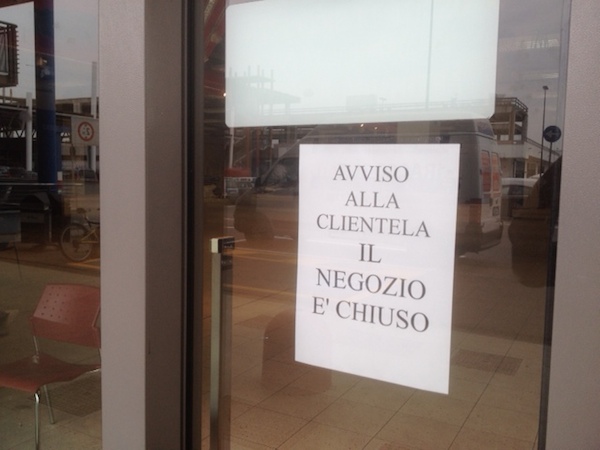 AVVISO
ALLA
CLIENTELA
IL
NEGOZIO
E' CHIUSO